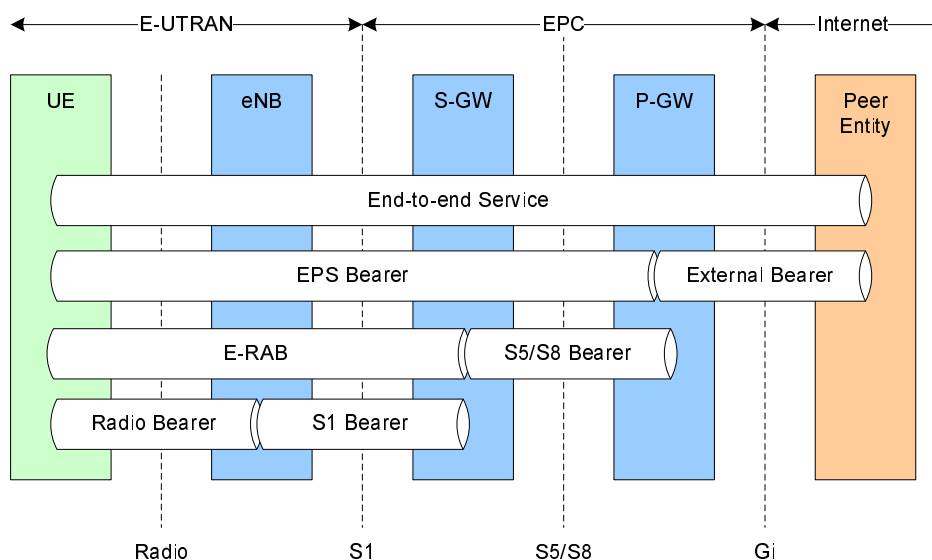 E-UTRAN EPC Internet
UE eNB S-GW P-GW Peer
Entity
End-to-end Service
EPS Bearer External Bearer
E-RAB S5/S8 Bearer
Radio Bearer S1 Bearer
Radio S1 S5/S8 Gi